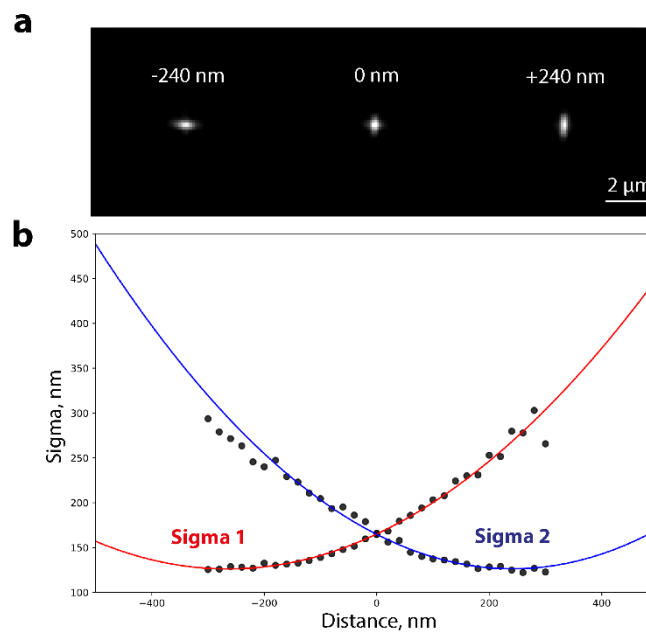 a
-240 nm 0 nm +240 nm
2 μm
b
500
450
400
350
300
250
200
150
100
Sigma, nm
Sigma 1 Sigma 2
−400 −200 0 200 400
Distance, nm